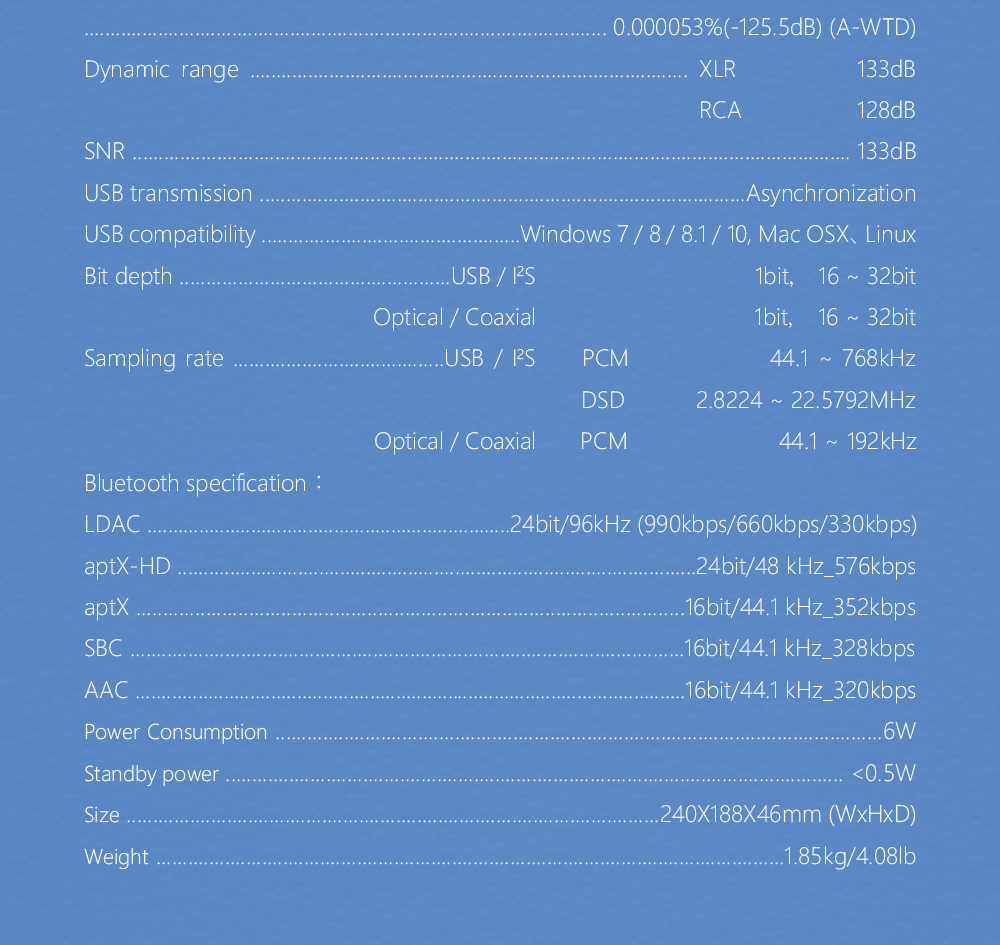 ................................................................................................... 0.000053%(-125.5dB) (A-WTD)
Dynamic range ................................................................................... XLR 133dB
RCA 128dB
SNR ......................................................................................................................................... 133dB
USB transmission ............................................................................................Asynchronization
USB compatibility .................................................Windows 7 / 8 / 8.1 / 10, Mac OSX、Linux
Bit depth ....................................................USB / I²S 1bit, 16 ~ 32bit
Optical / Coaxial 1bit, 16 ~ 32bit
Sampling rate ........................................USB / I²S PCM 44.1 ~ 768kHz
DSD 2.8224 ~ 22.5792MHz
Optical / Coaxial PCM 44.1 ~ 192kHz
Bluetooth specification：
LDAC .....................................................................24bit/96kHz (990kbps/660kbps/330kbps)
aptX-HD ...................................................................................................24bit/48 kHz_576kbps
aptX .........................................................................................................16bit/44.1 kHz_352kbps
SBC ..........................................................................................................16bit/44.1 kHz_328kbps
AAC .........................................................................................................16bit/44.1 kHz_320kbps
Power Consumption ....................................................................................................................6W
Standby power ..................................................................................................................... <0.5W
Size .....................................................................................................240X188X46mm (WxHxD)
Weight .......................................................................................................................1.85kg/4.08lb